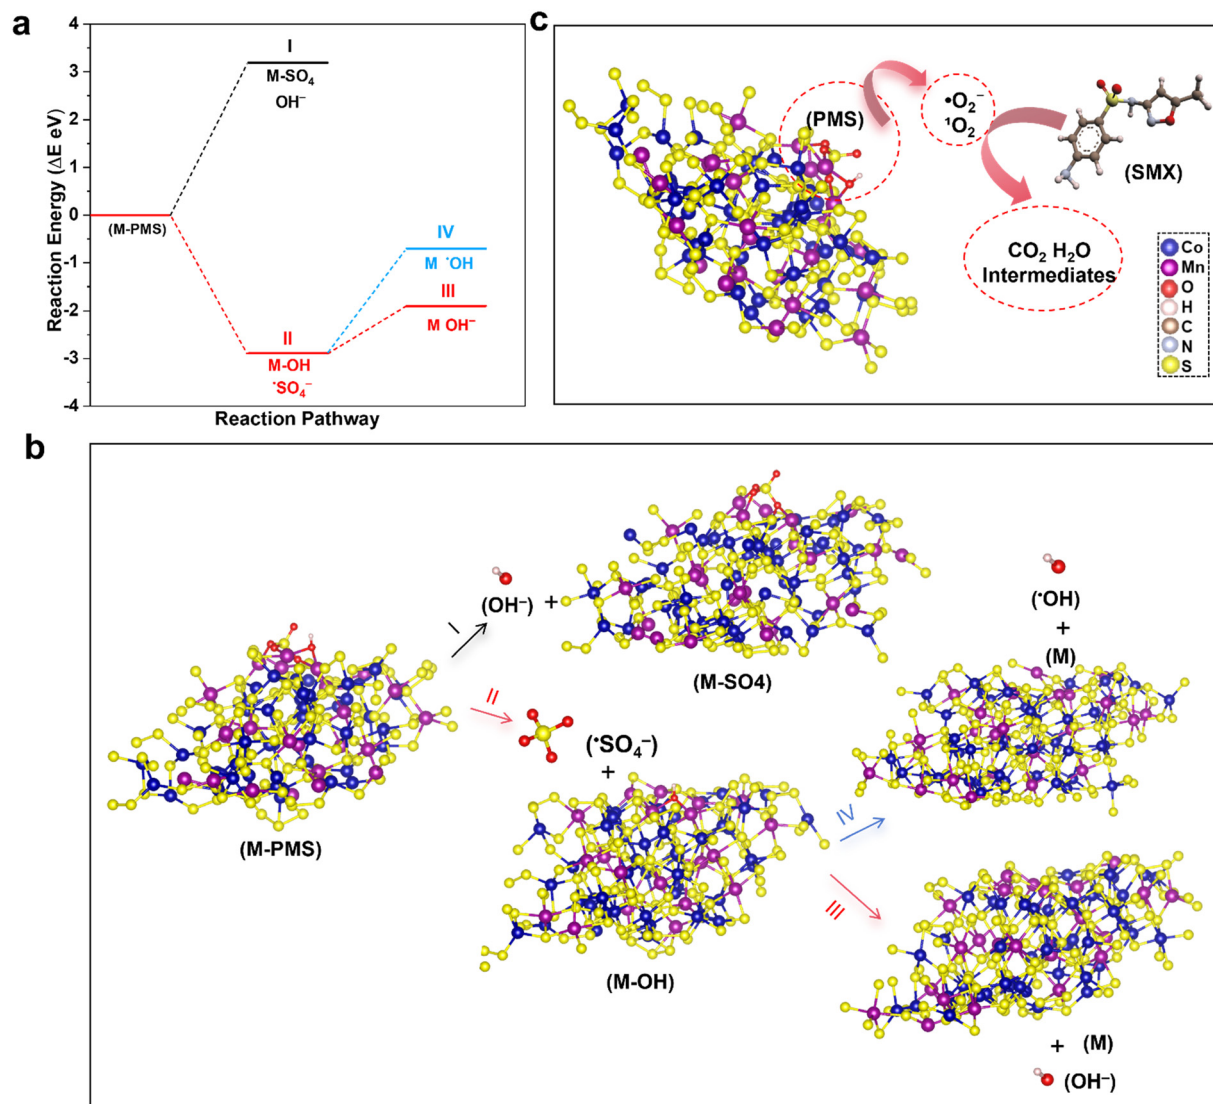 a
Reaction Energy (ΔE eV)
4
3
2
1
0
-1
-2
-3
-4
I
M-SO₄
OH⁻
(M-PMS)
IV
M ˙OH
III
M OH⁻
II
M-OH
˙SO₄⁻
Reaction Pathway
c
(PMS)
•O₂⁻
¹O₂
(SMX)
CO₂ H₂O
Intermediates
Co
Mn
O
H
C
N
S
b
(M-PMS)
I
(OH⁻) +
(M-SO4)
II
(˙SO₄⁻)
+
(M-OH)
IV
(˙OH)
+
(M)
III
+ (M)
(OH⁻)